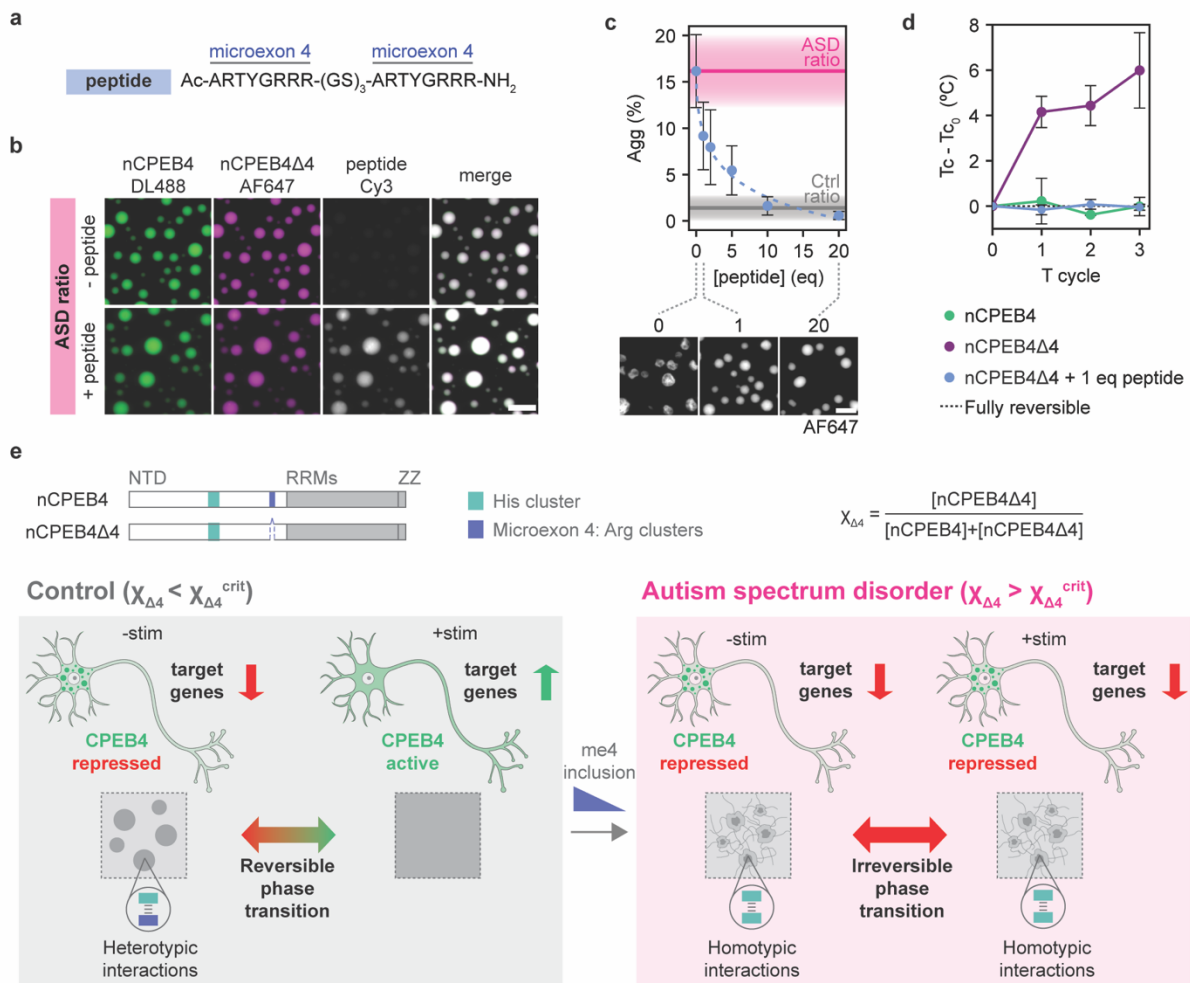 a
microexon 4
microexon 4
peptide
Ac-ARTYGRRR-(GS)₃-ARTYGRRR-NH₂
b
nCPEB4
DL488
nCPEB4Δ4
AF647
peptide
Cy3
merge
ASD ratio
- peptide
+ peptide
c
Agg (%)
20
15
10
5
0
ASD
ratio
Ctrl
ratio
0 5 10 15 20
[peptide] (eq)
0
1
20
AF647
d
Tc - Tc₀ (ºC)
8
6
4
2
0
0 1 2 3
T cycle
nCPEB4
nCPEB4Δ4
nCPEB4Δ4 + 1 eq peptide
Fully reversible
e
NTD
RRMs
ZZ
nCPEB4
nCPEB4Δ4
His cluster
Microexon 4: Arg clusters
χΔ4 = [nCPEB4Δ4]
[nCPEB4]+[nCPEB4Δ4]
Control (χΔ4 < χΔ4crit)
-stim
target
genes
CPEB4
repressed
+stim
target
genes
CPEB4
active
Reversible
phase
transition
Heterotypic
interactions
me4
inclusion
Autism spectrum disorder (χΔ4 > χΔ4crit)
-stim
target
genes
CPEB4
repressed
+stim
target
genes
CPEB4
repressed
Irreversible
phase
transition
Homotypic
interactions
Homotypic
interactions